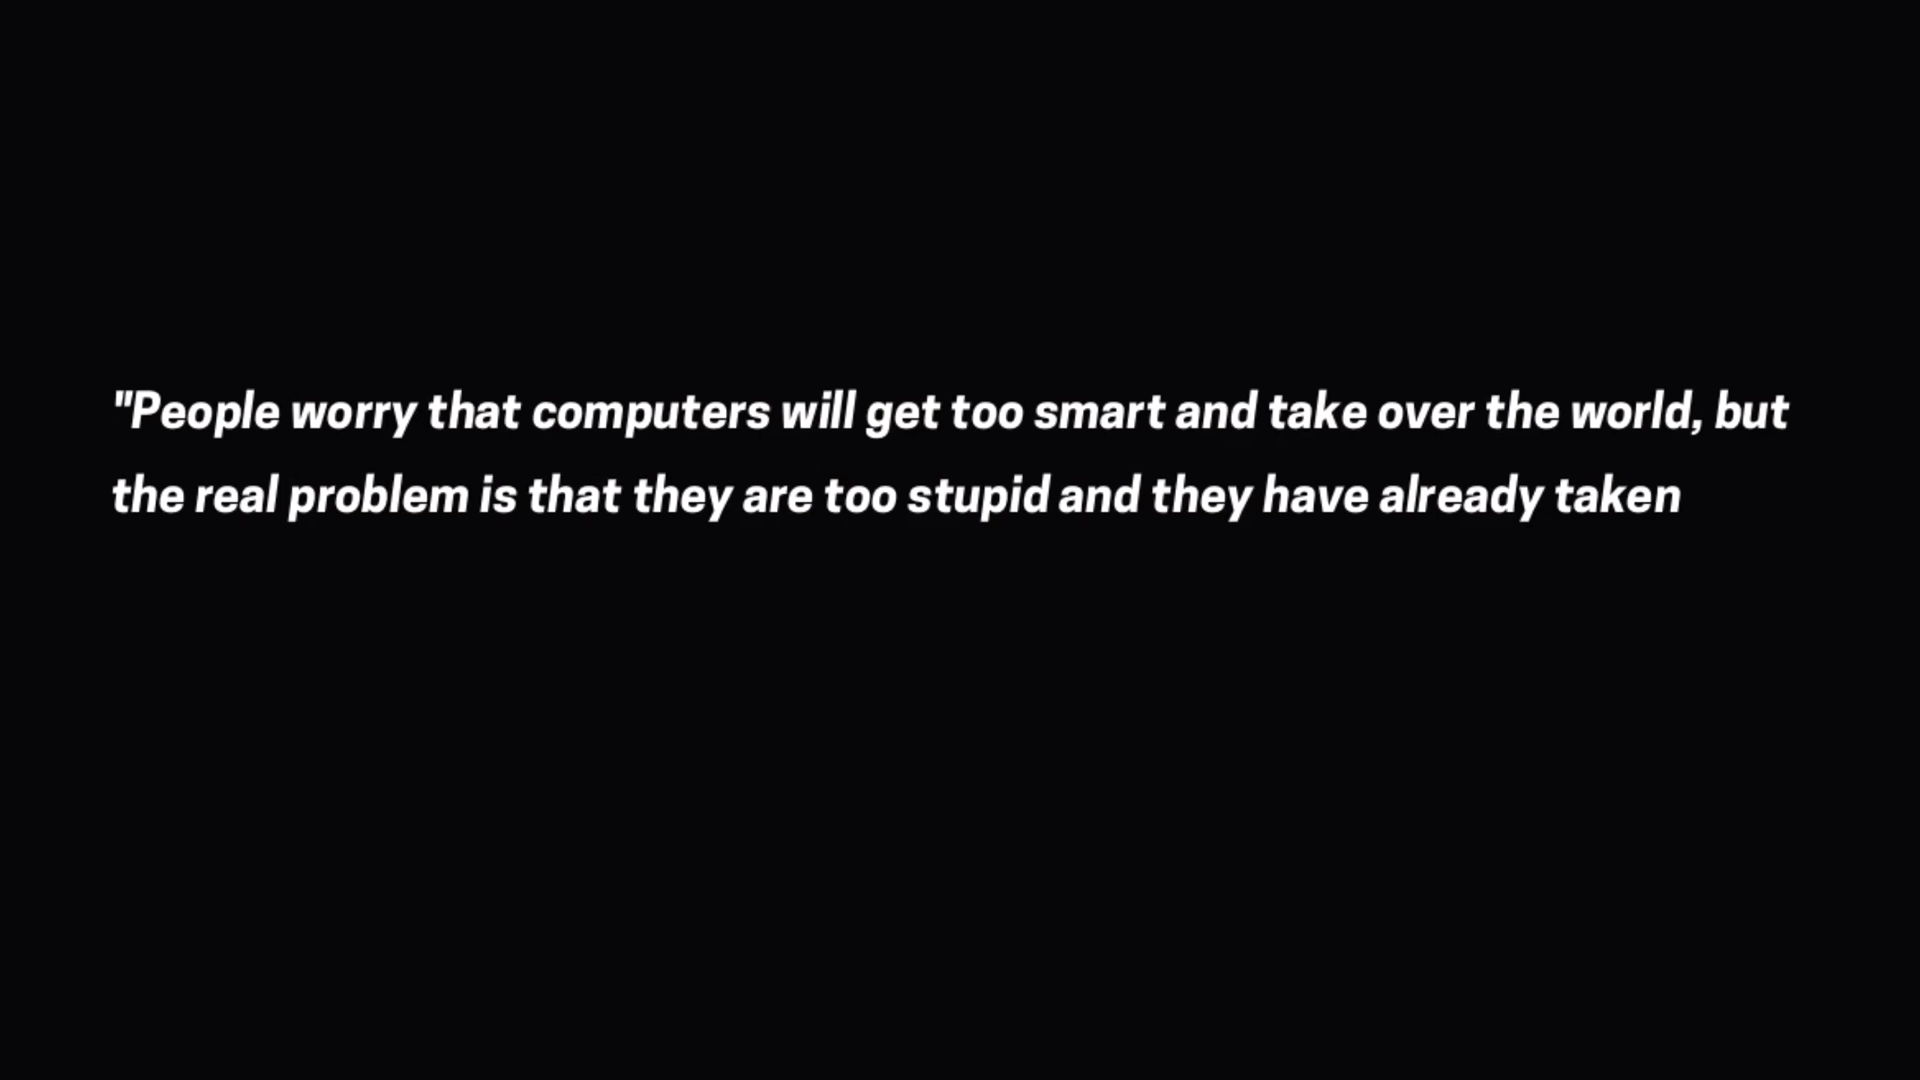 "People worry that computers will get too smart and take over the world, but
the real problem is that they are too stupid and they have already taken